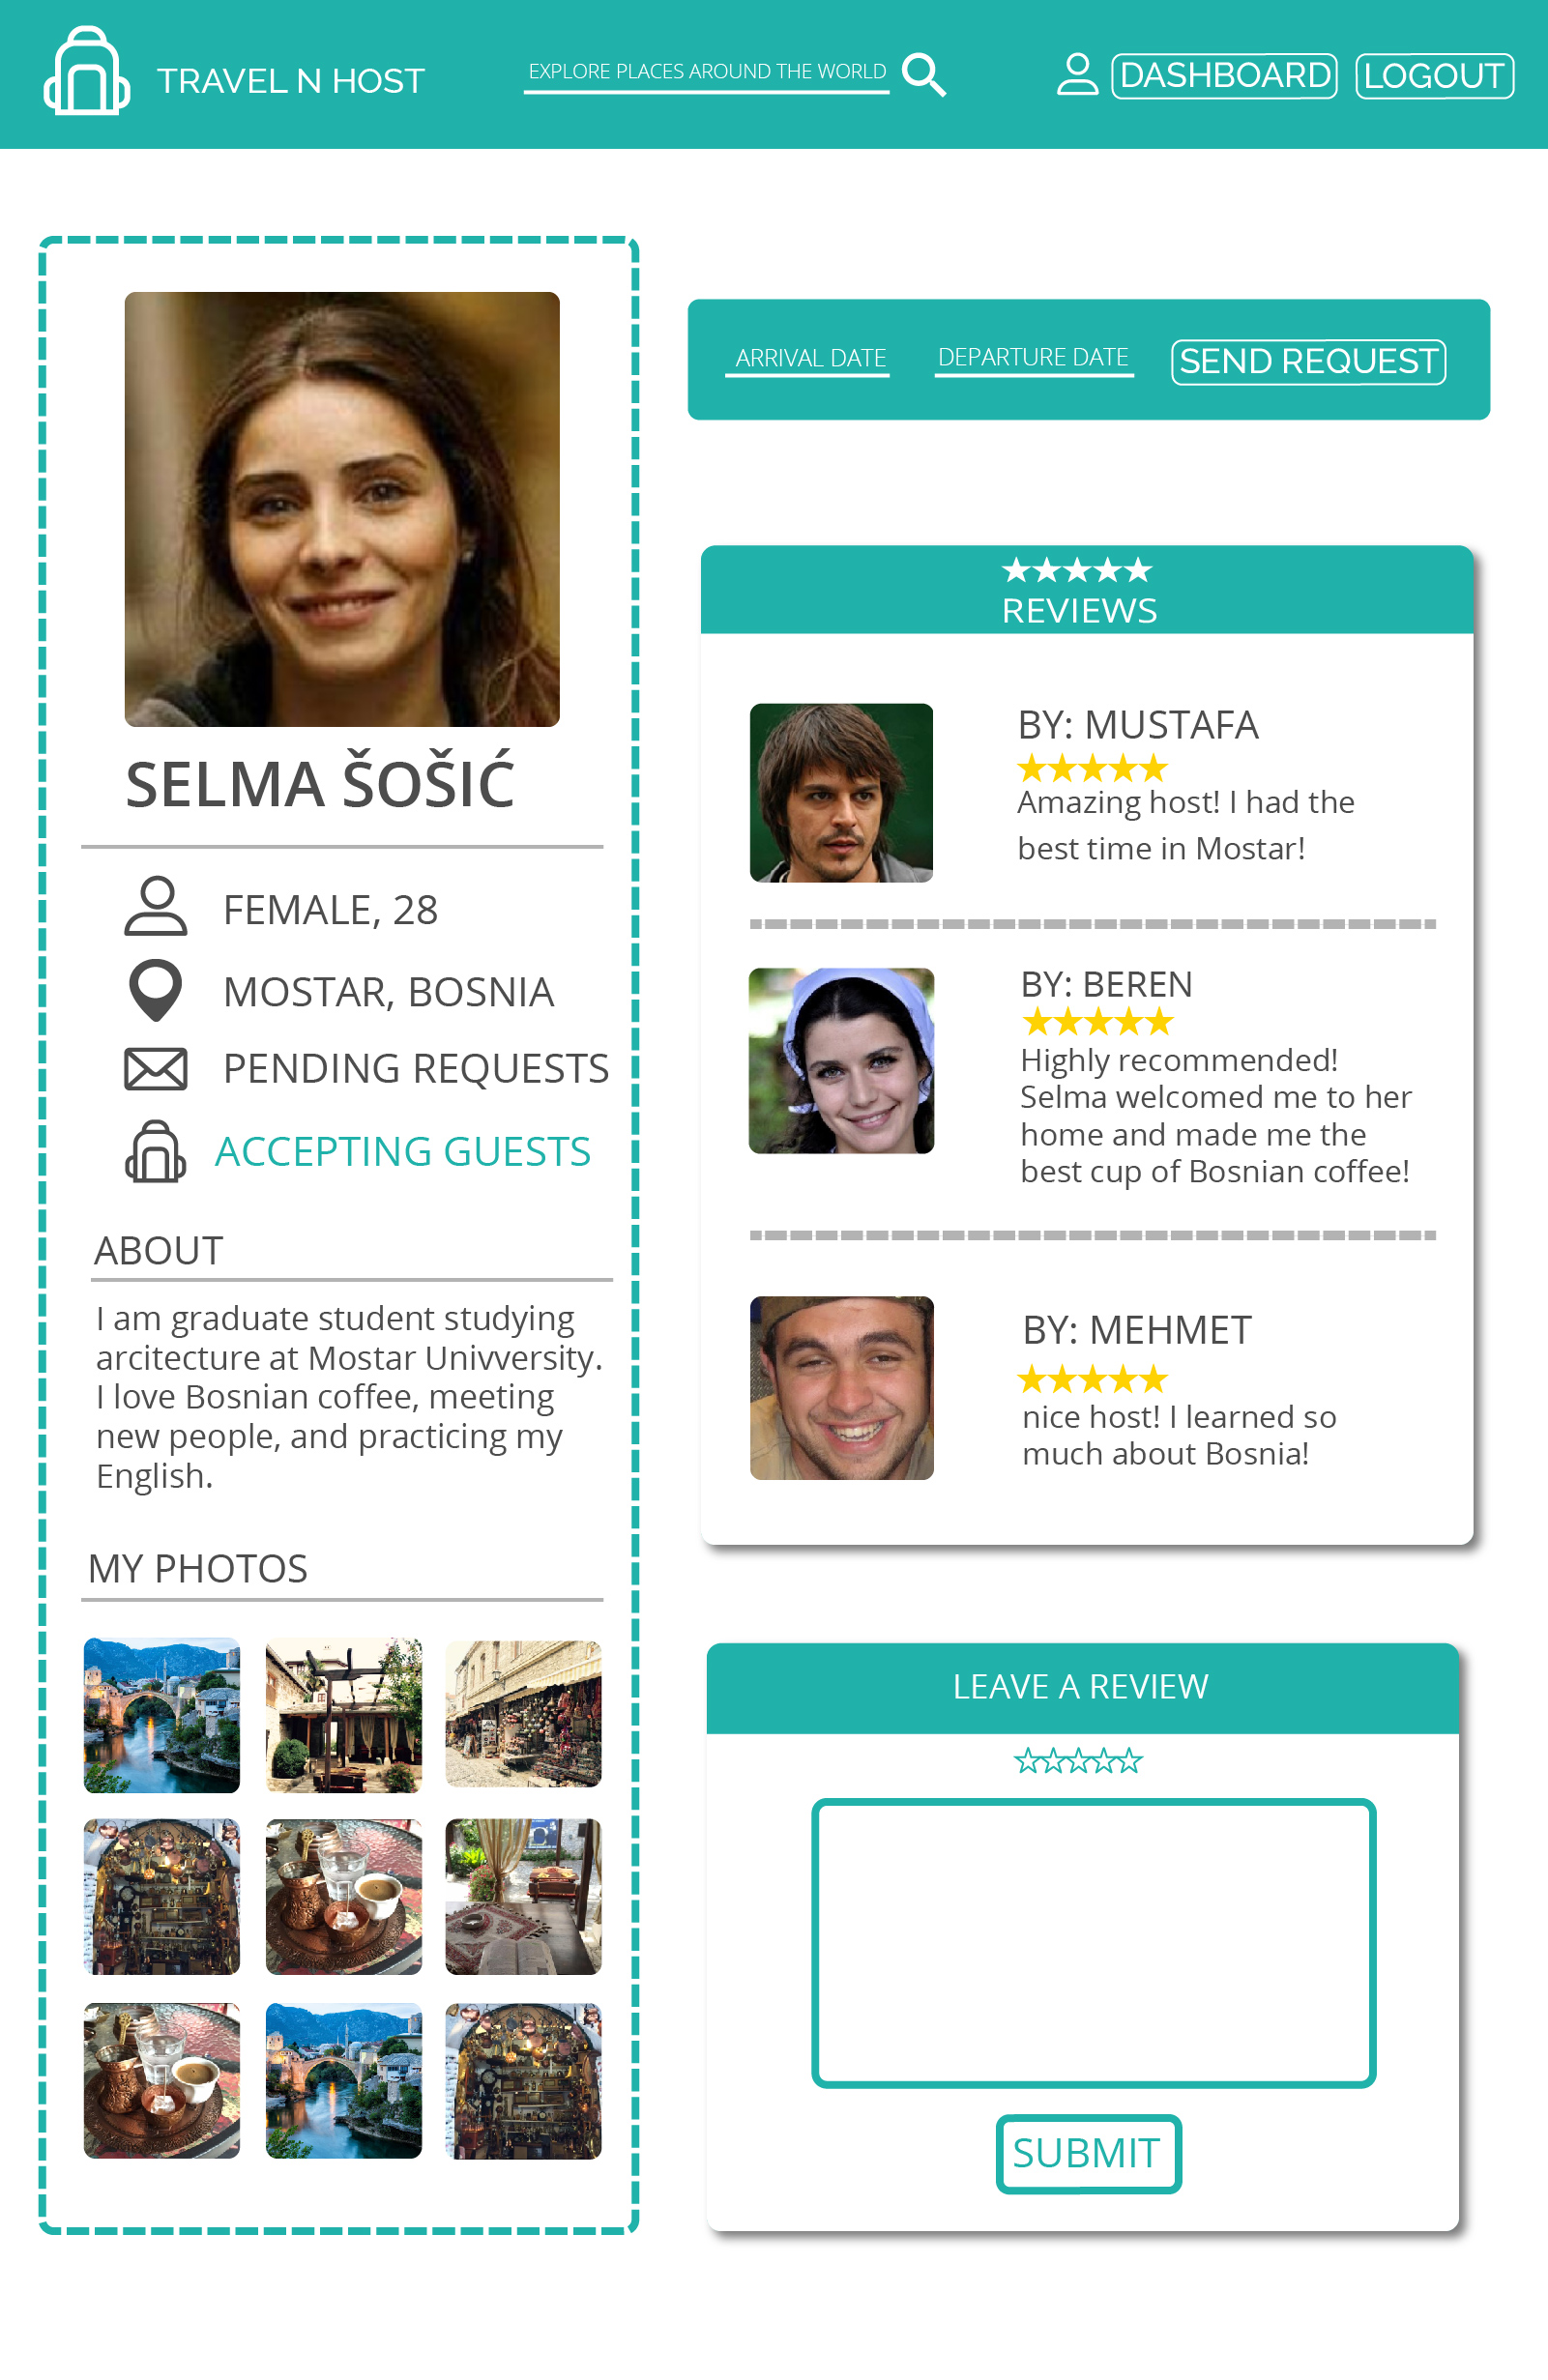 TRAVEL N HOST
EXPLORE PLACES AROUND THE WORLD
DASHBOARD
LOGOUT
SELMA ŠOŠIĆ
FEMALE, 28
MOSTAR, BOSNIA
PENDING REQUESTS
ACCEPTING GUESTS
ABOUT
I am graduate student studying
arcitecture at Mostar Univversity.
I love Bosnian coffee, meeting
new people, and practicing my
English.
MY PHOTOS
ARRIVAL DATE
DEPARTURE DATE
SEND REQUEST
REVIEWS
BY: MUSTAFA
Amazing host! I had the
best time in Mostar!
BY: BEREN
Highly recommended!
Selma welcomed me to her
home and made me the
best cup of Bosnian coffee!
BY: MEHMET
nice host! I learned so
much about Bosnia!
LEAVE A REVIEW
SUBMIT